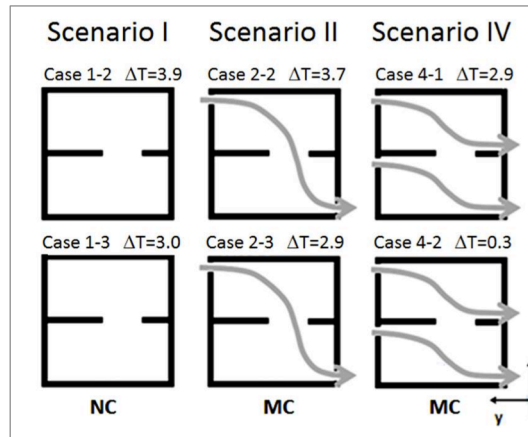 Scenario I Scenario II Scenario IV
Case 1-2 ΔT=3.9 Case 2-2 ΔT=3.7 Case 4-1 ΔT=2.9
Case 1-3 ΔT=3.0 Case 2-3 ΔT=2.9 Case 4-2 ΔT=0.3
NC MC MC
y